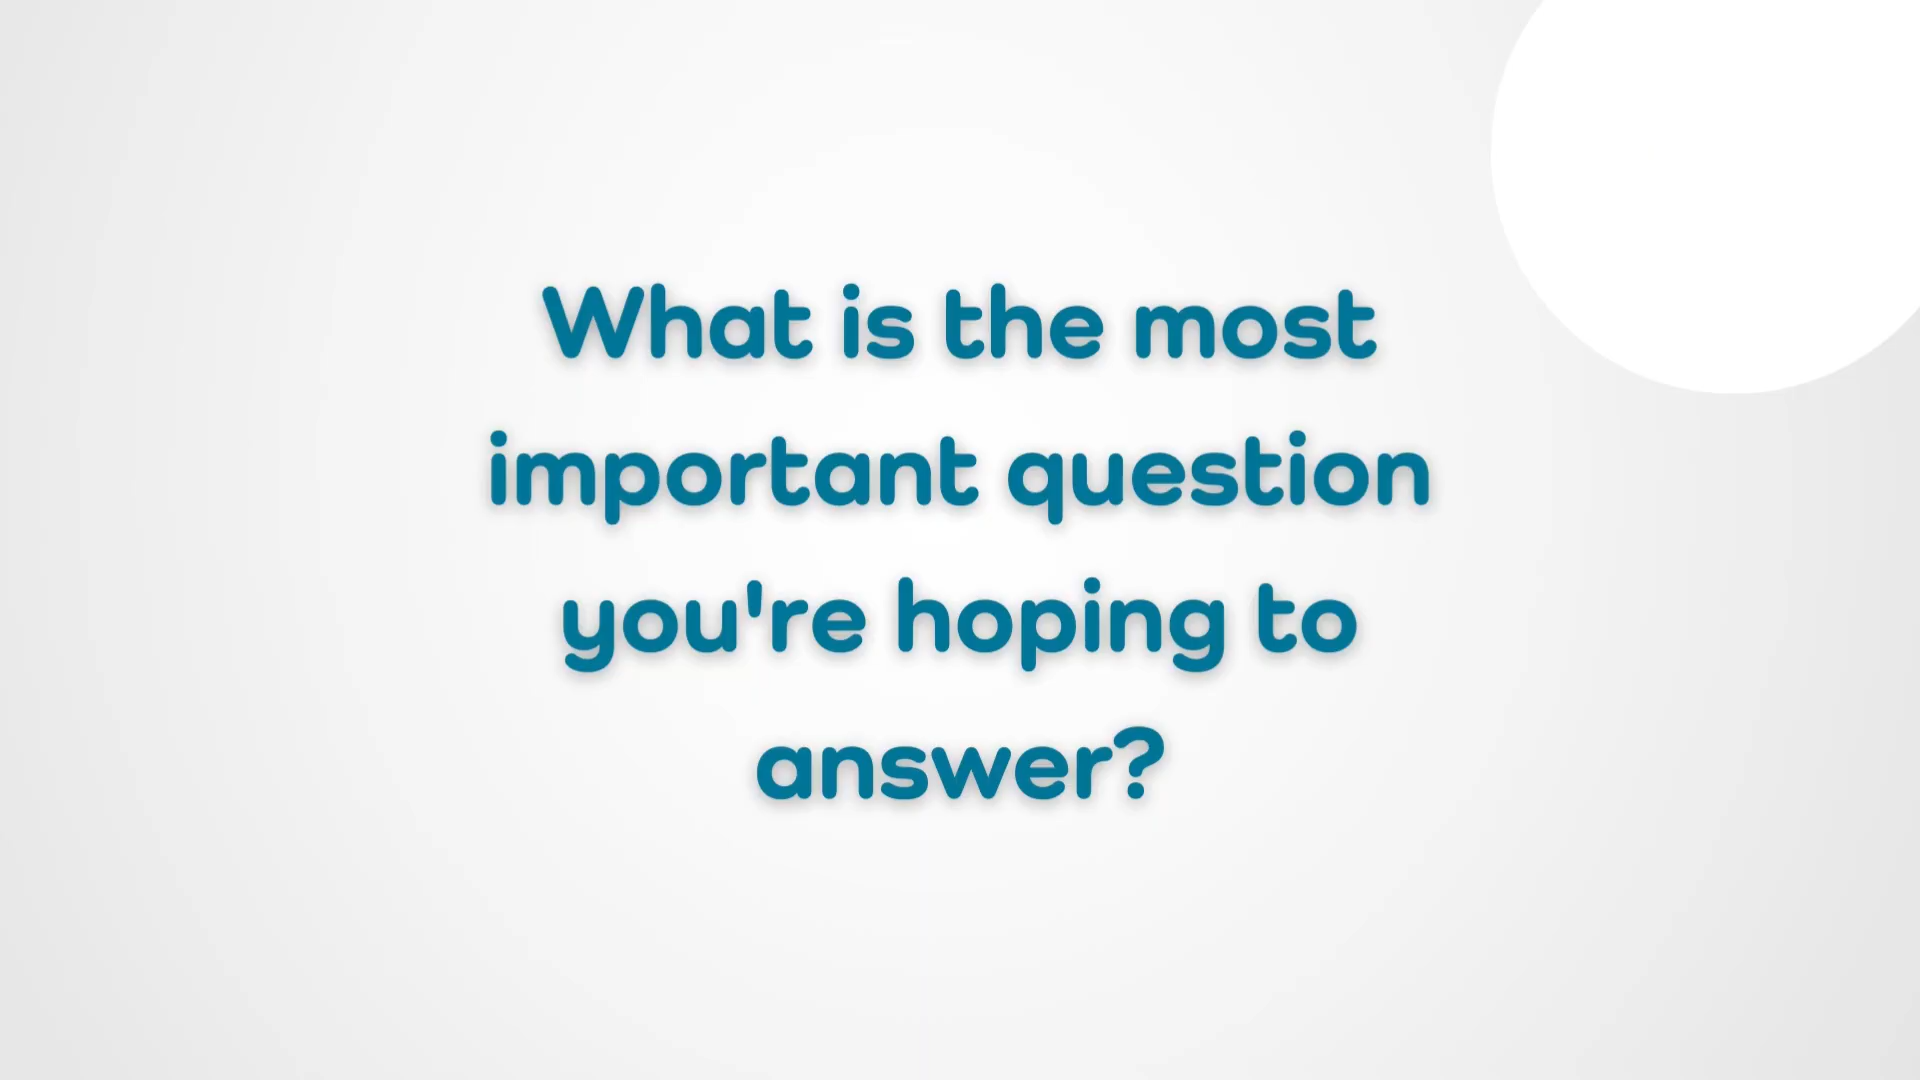 What is the most
important question
you're hoping to
answer?